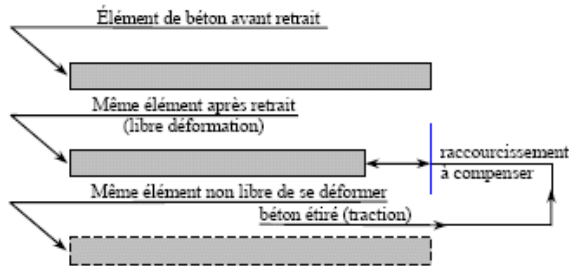 Élément de béton avant retrait
Même élément après retrait
(libre déformation)
raccourcissement
à compenser
Même élément non libre de se déformer
béton étiré (traction)